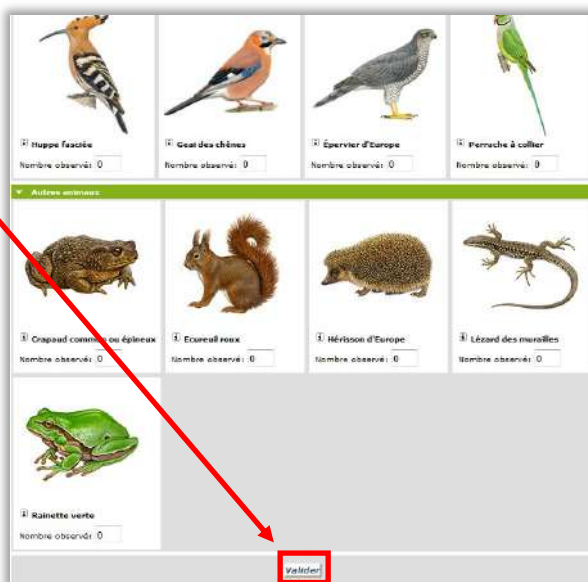 Huppe fasciée
Geai des chênes
Épervier d'Europe
Perruche à collier
Nombre observé: 0
Nombre observé: 0
Nombre observé: 0
Nombre observé: 0
Autres animaux
Crapaud commun ou épineux
Ecureuil roux
Hérisson d'Europe
Lézard des murailles
Nombre observé: 0
Nombre observé: 0
Nombre observé: 0
Nombre observé: 0
Rainette verte
Nombre observé: 0
Valider